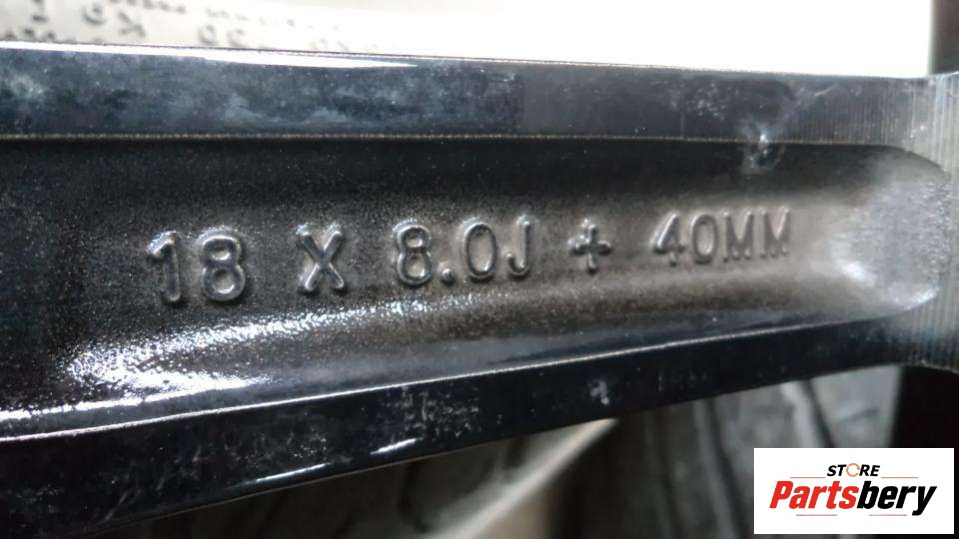 18 X 8.0J + 40MM
STORE
Partsbery